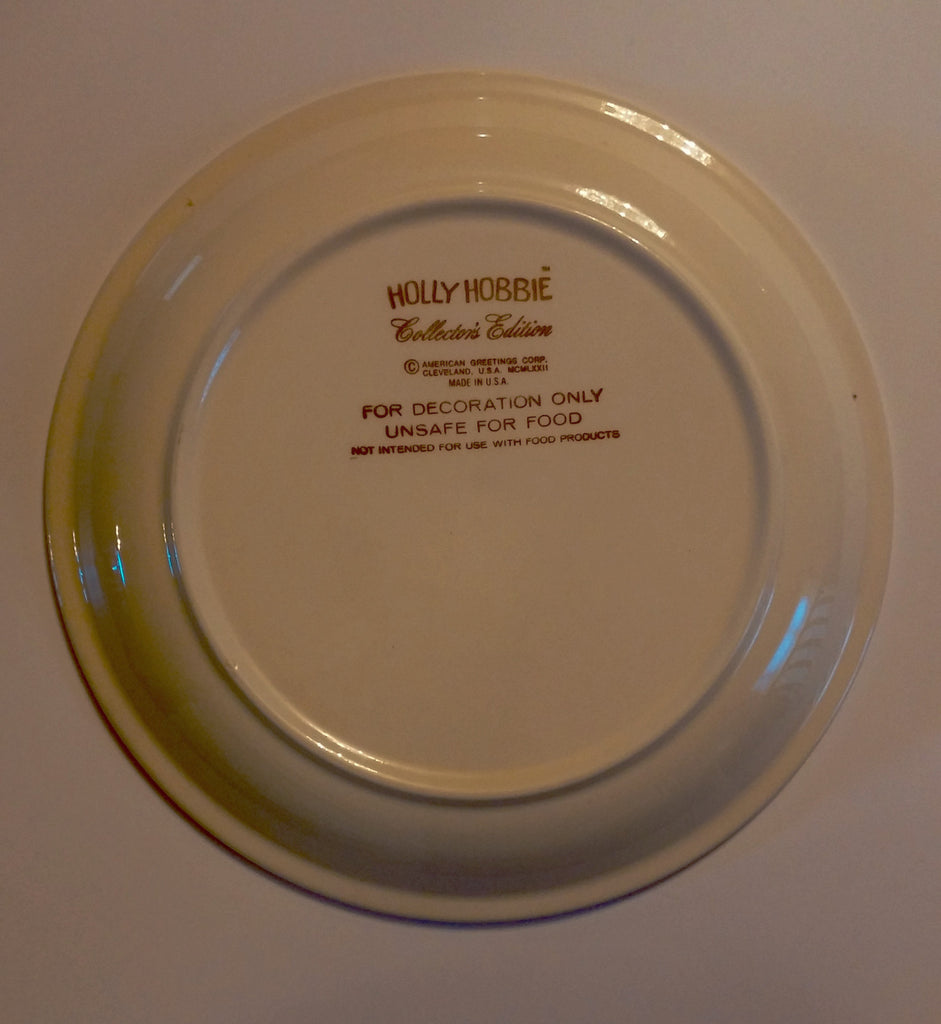 HOLLY HOBBIE™
Collector's Edition
© AMERICAN GREETINGS CORP.
CLEVELAND, U.S.A. MCMLXXII
MADE IN U.S.A.
FOR DECORATION ONLY
UNSAFE FOR FOOD
NOT INTENDED FOR USE WITH FOOD PRODUCTS